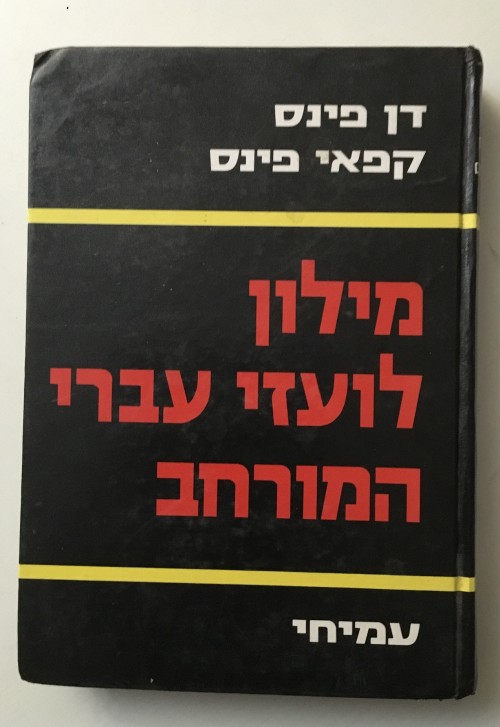 דן פינס
קפאי פינס
מילון
לועזי עברי
המורחב
עמיחי